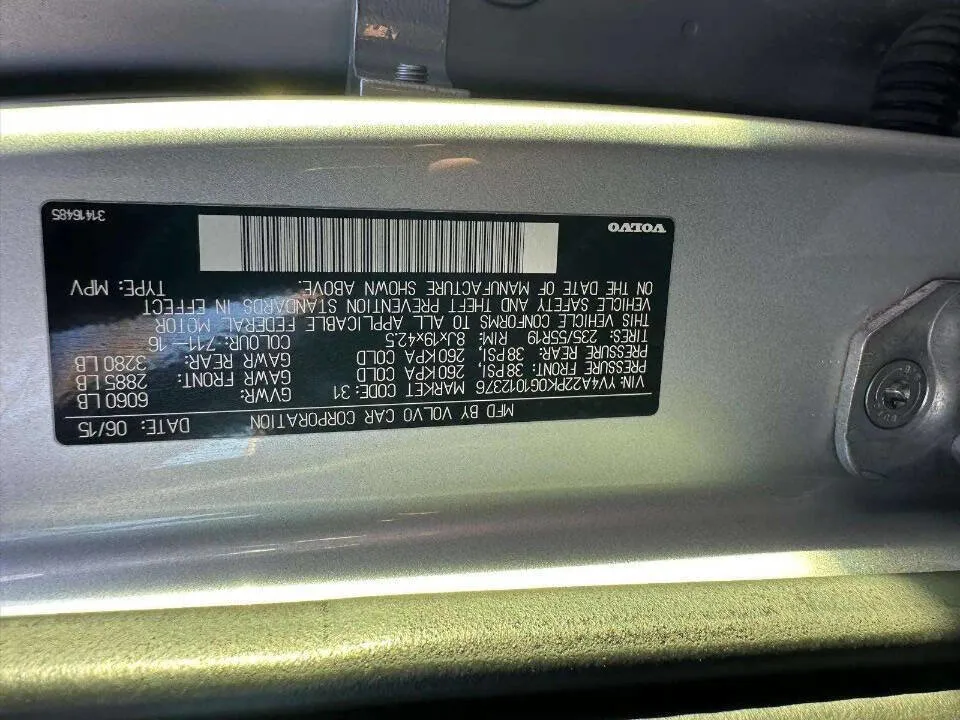 MFD BY VOLVO CAR CORPORATION DATE: 06/15
VIN: YV4A22PK0G1012376 MARKET CODE: 31 GVWR: 6060 LB
PRESSURE FRONT: 38 PSI, 260 KPA COLD GAWR FRONT: 2885 LB
PRESSURE REAR: 38 PSI, 260 KPA COLD GAWR REAR: 3280 LB
TIRES: 235/55R19 RIM: 8Jx19x42.5 COLOUR: 711-16
THIS VEHICLE CONFORMS TO ALL APPLICABLE FEDERAL MOTOR
VEHICLE SAFETY AND THEFT PREVENTION STANDARDS IN EFFECT
ON THE DATE OF MANUFACTURE SHOWN ABOVE. TYPE: MPV
VOLVO
31416485